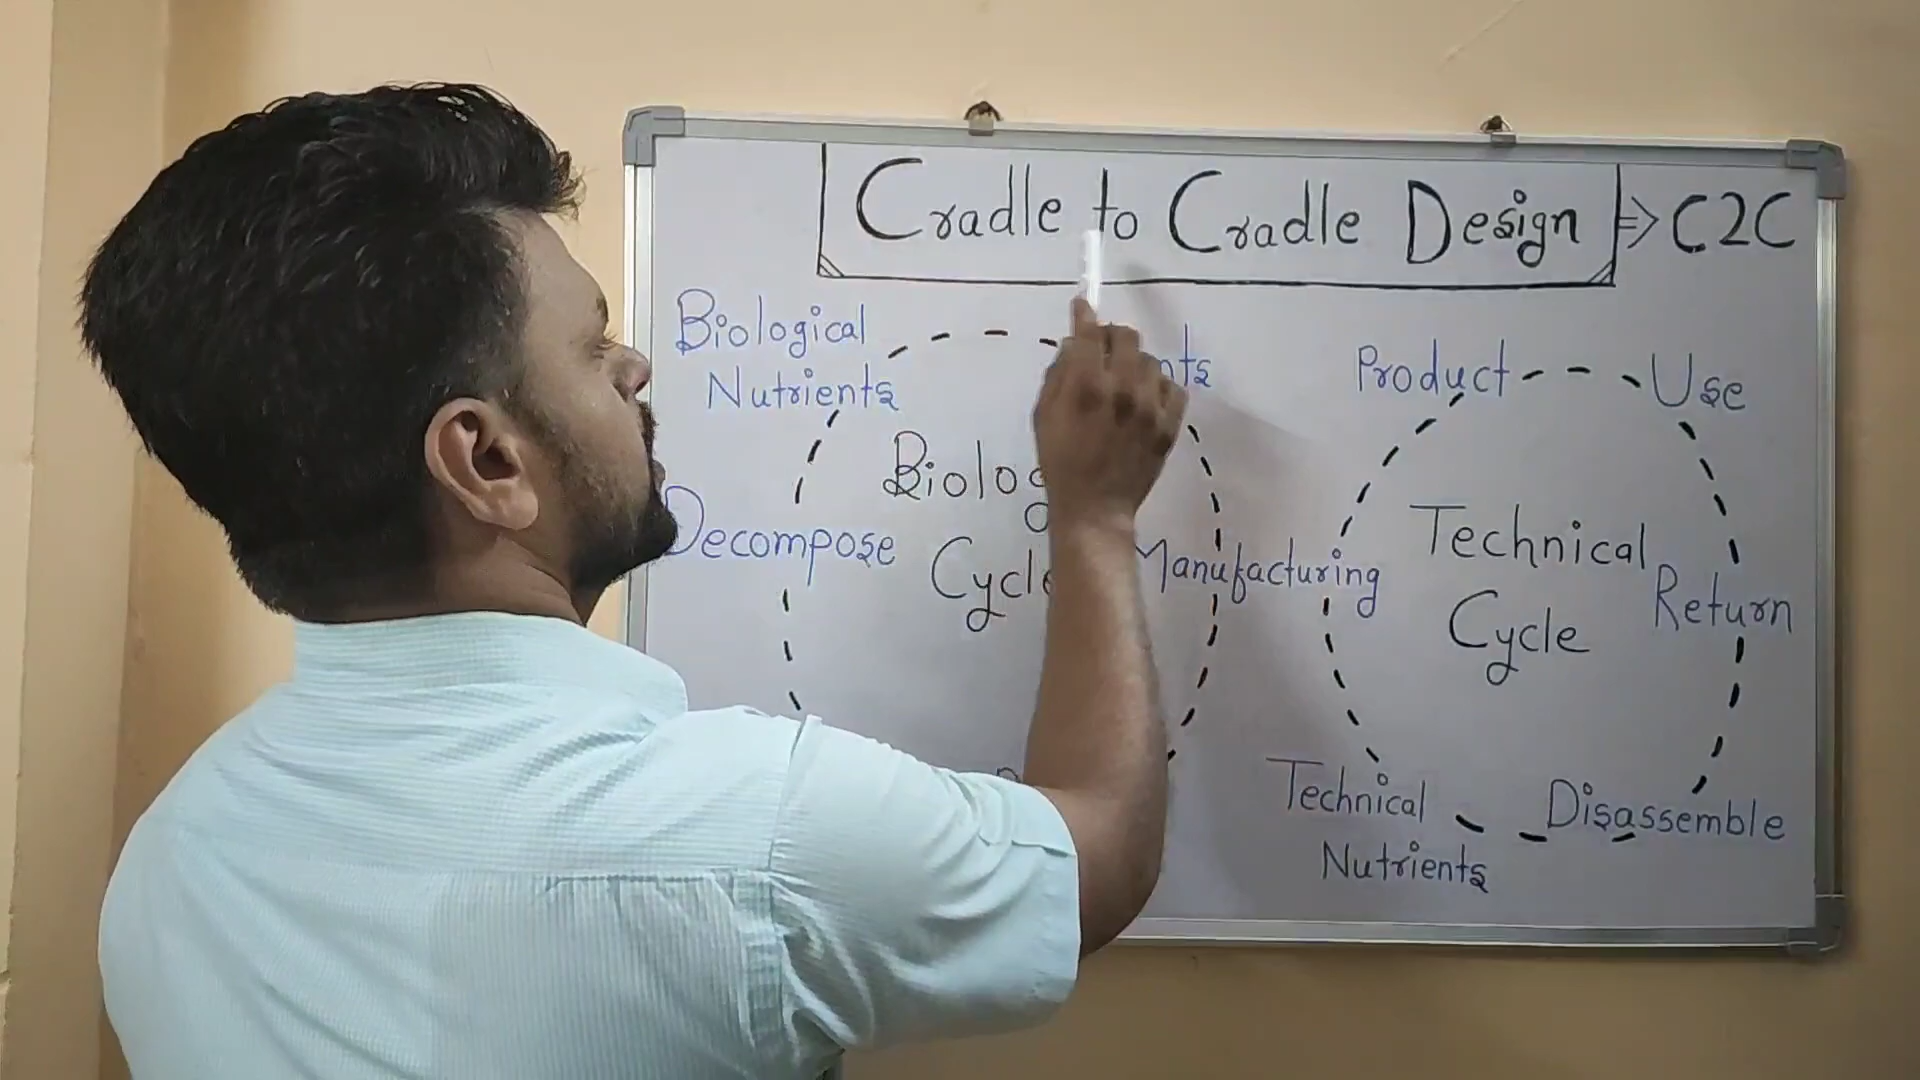 Cradle to Cradle Design ⇒ C2C
Biological
Nutrients
Decompose
Cycle
Manufacturing
Product
Use
Technical
Cycle
Return
Disassemble
Technical
Nutrients